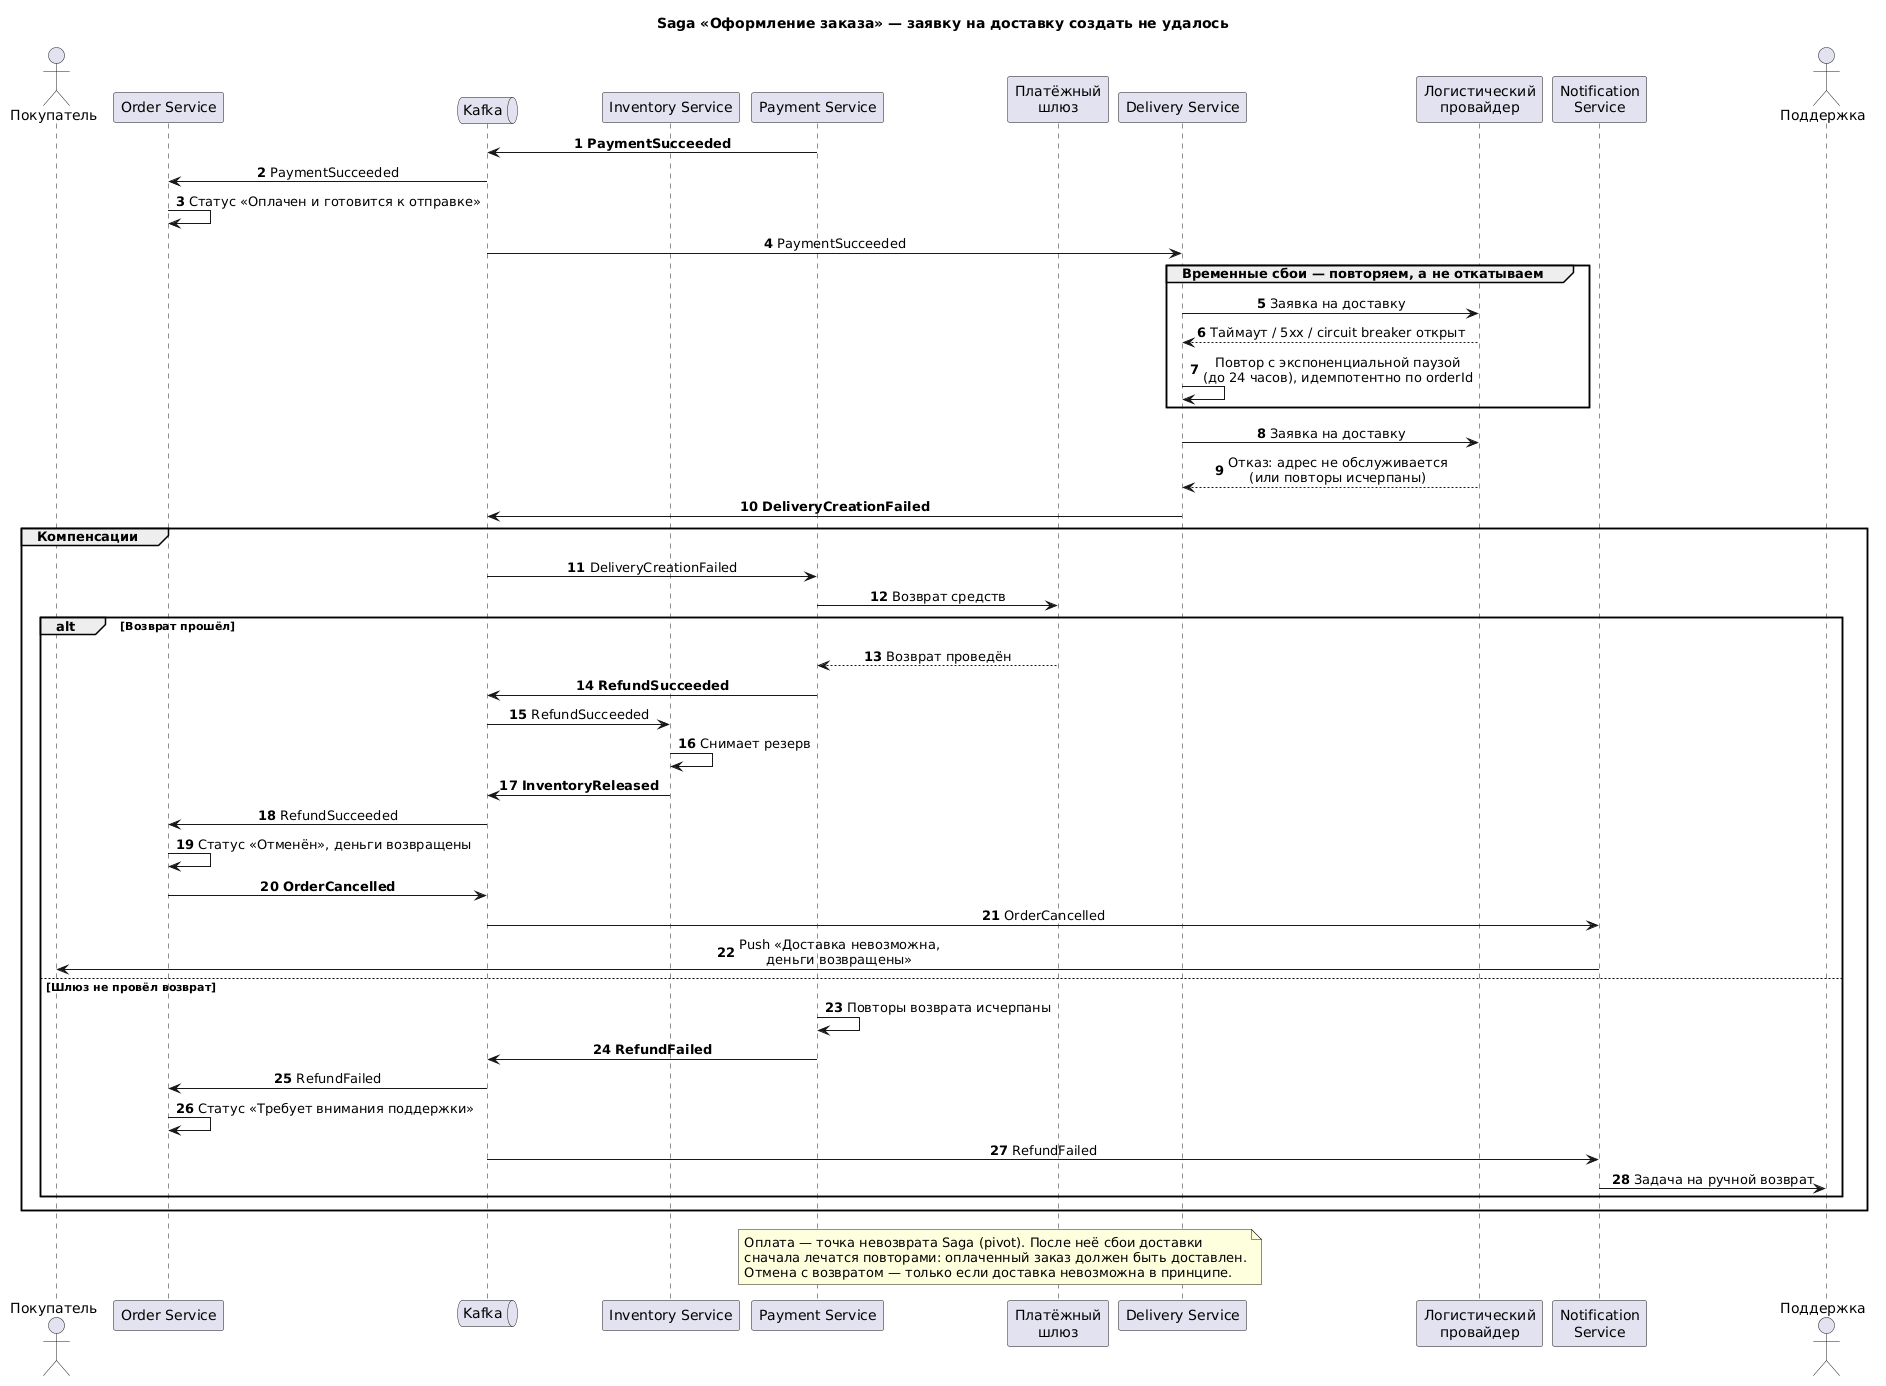 Saga «Оформление заказа» — заявку на доставку создать не удалось
Покупатель
Order Service
Kafka
Inventory Service
Payment Service
Платёжный
шлюз
Delivery Service
Логистический
провайдер
Notification
Service
Поддержка
1 PaymentSucceeded
2 PaymentSucceeded
3 Статус «Оплачен и готовится к отправке»
4 PaymentSucceeded
Временные сбои — повторяем, а не откатываем
5 Заявка на доставку
6 Таймаут / 5xx / circuit breaker открыт
7 Повтор с экспоненциальной паузой
(до 24 часов), идемпотентно по orderId
8 Заявка на доставку
9 Отказ: адрес не обслуживается
(или повторы исчерпаны)
10 DeliveryCreationFailed
Компенсации
11 DeliveryCreationFailed
12 Возврат средств
alt [Возврат прошёл]
13 Возврат проведён
14 RefundSucceeded
15 RefundSucceeded
16 Снимает резерв
17 InventoryReleased
18 RefundSucceeded
19 Статус «Отменён», деньги возвращены
20 OrderCancelled
21 OrderCancelled
22 Push «Доставка невозможна,
деньги возвращены»
[Шлюз не провёл возврат]
23 Повторы возврата исчерпаны
24 RefundFailed
25 RefundFailed
26 Статус «Требует внимания поддержки»
27 RefundFailed
28 Задача на ручной возврат
Оплата — точка невозврата Saga (pivot). После неё сбои доставки
сначала лечатся повторами: оплаченный заказ должен быть доставлен.
Отмена с возвратом — только если доставка невозможна в принципе.
Покупатель
Order Service
Kafka
Inventory Service
Payment Service
Платёжный
шлюз
Delivery Service
Логистический
провайдер
Notification
Service
Поддержка